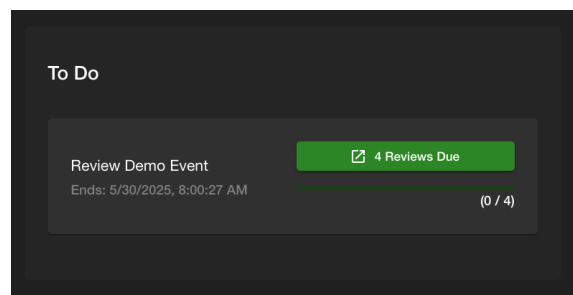 To Do
Review Demo Event
4 Reviews Due
Ends: 5/30/2025, 8:00:27 AM
(0 / 4)